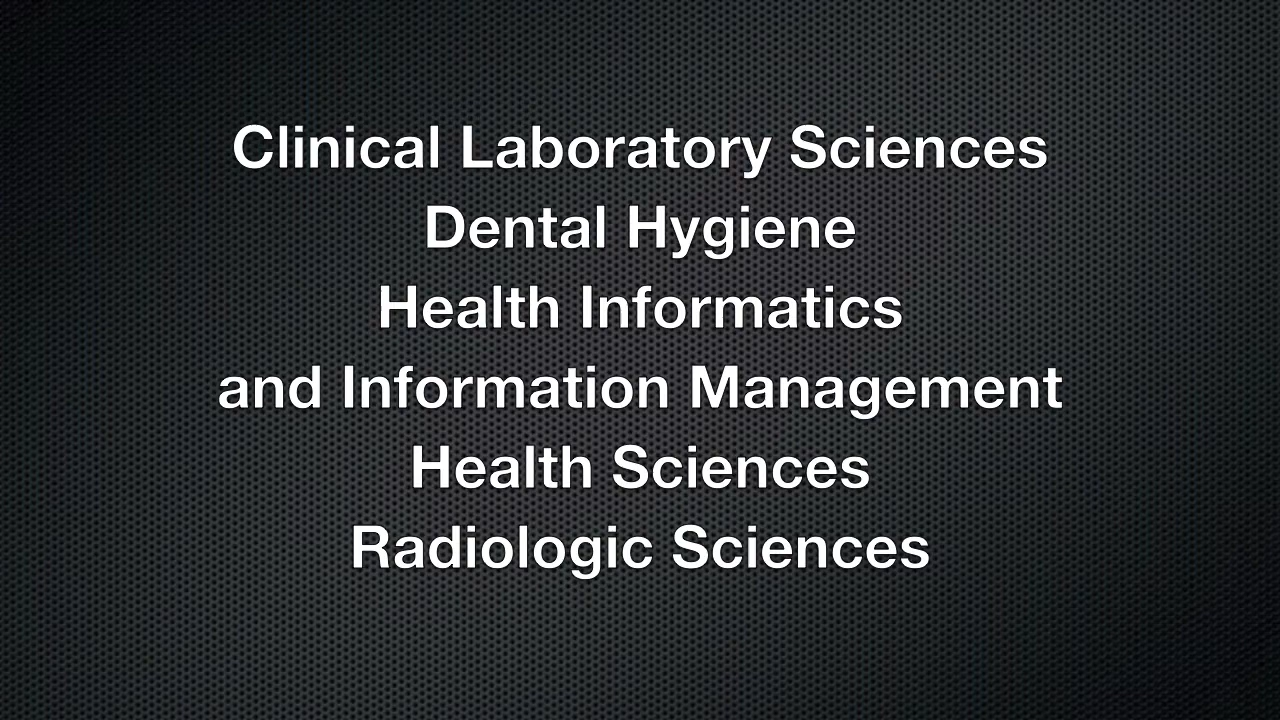 Clinical Laboratory Sciences
Dental Hygiene
Health Informatics
and Information Management
Health Sciences
Radiologic Sciences